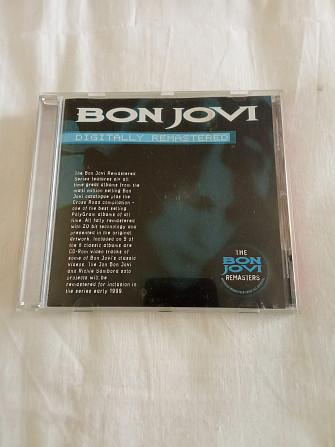 BON JOVI
DIGITALLY REMASTERED
The Bon Jovi Remastered
Series features six all
time great albums from the
multi million selling Bon
Jovi catalogue plus the
Cross Road compilation -
one of the best selling
PolyGram albums of all
time. All fully remastered
with 20 bit technology and
presented in the original
artwork. Included on 5 of
the 6 classic albums are
CD-Rom video tracks of
some of Bon Jovi's classic
videos. The Jon Bon Jovi
and Richie Sambora solo
projects will be
remastered for inclusion in
the series early 1999.
THE
BON
JOVI
REMASTERS